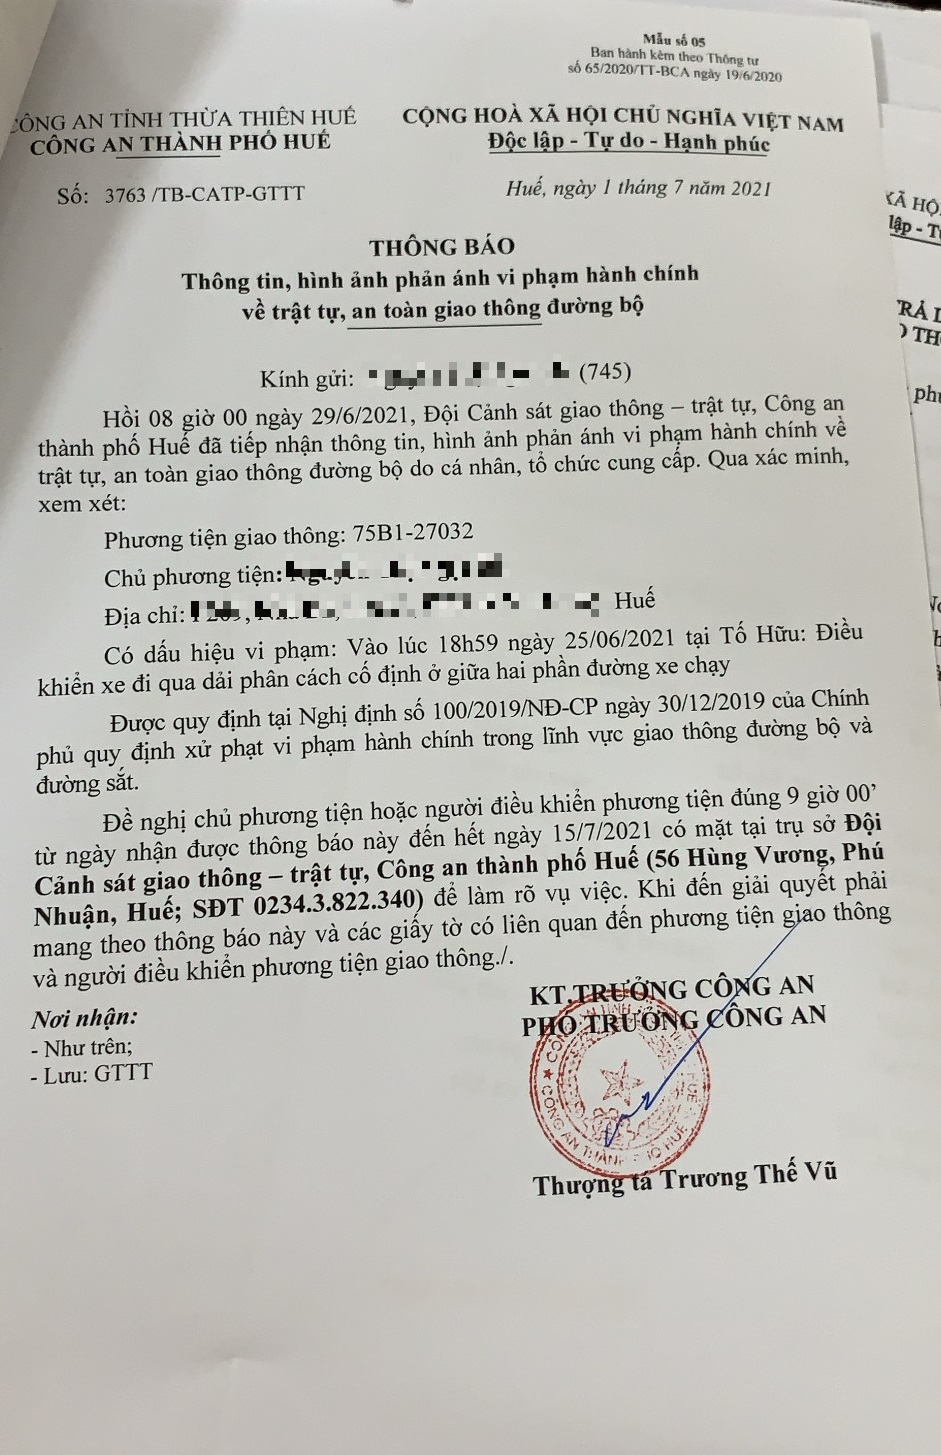 Mẫu số 05
Ban hành kèm theo Thông tư
số 65/2020/TT-BCA ngày 19/6/2020
CÔNG AN TỈNH THỪA THIÊN HUẾ
CÔNG AN THÀNH PHỐ HUẾ
CỘNG HOÀ XÃ HỘI CHỦ NGHĨA VIỆT NAM
Độc lập - Tự do - Hạnh phúc
Số: 3763 /TB-CATP-GTTT
Huế, ngày 1 tháng 7 năm 2021
THÔNG BÁO
Thông tin, hình ảnh phản ánh vi phạm hành chính
về trật tự, an toàn giao thông đường bộ
Kính gửi: (745)
Hồi 08 giờ 00 ngày 29/6/2021, Đội Cảnh sát giao thông – trật tự, Công an
thành phố Huế đã tiếp nhận thông tin, hình ảnh phản ánh vi phạm hành chính về
trật tự, an toàn giao thông đường bộ do cá nhân, tổ chức cung cấp. Qua xác minh,
xem xét:
Phương tiện giao thông: 75B1-27032
Chủ phương tiện:
Địa chỉ: Huế
Có dấu hiệu vi phạm: Vào lúc 18h59 ngày 25/06/2021 tại Tố Hữu: Điều
khiển xe đi qua dải phân cách cố định ở giữa hai phần đường xe chạy
Được quy định tại Nghị định số 100/2019/NĐ-CP ngày 30/12/2019 của Chính
phủ quy định xử phạt vi phạm hành chính trong lĩnh vực giao thông đường bộ và
đường sắt.
Đề nghị chủ phương tiện hoặc người điều khiển phương tiện đúng 9 giờ 00’
từ ngày nhận được thông báo này đến hết ngày 15/7/2021 có mặt tại trụ sở Đội
Cảnh sát giao thông – trật tự, Công an thành phố Huế (56 Hùng Vương, Phú
Nhuận, Huế; SĐT 0234.3.822.340) để làm rõ vụ việc. Khi đến giải quyết phải
mang theo thông báo này và các giấy tờ có liên quan đến phương tiện giao thông
và người điều khiển phương tiện giao thông./.
Nơi nhận:
- Như trên;
- Lưu: GTTT
KT.TRƯỞNG CÔNG AN
PHÓ TRƯỞNG CÔNG AN
CÔNG AN THÀNH PHỐ HUẾ
Thượng tá Trương Thế Vũ
XÃ HỘ
lập - T